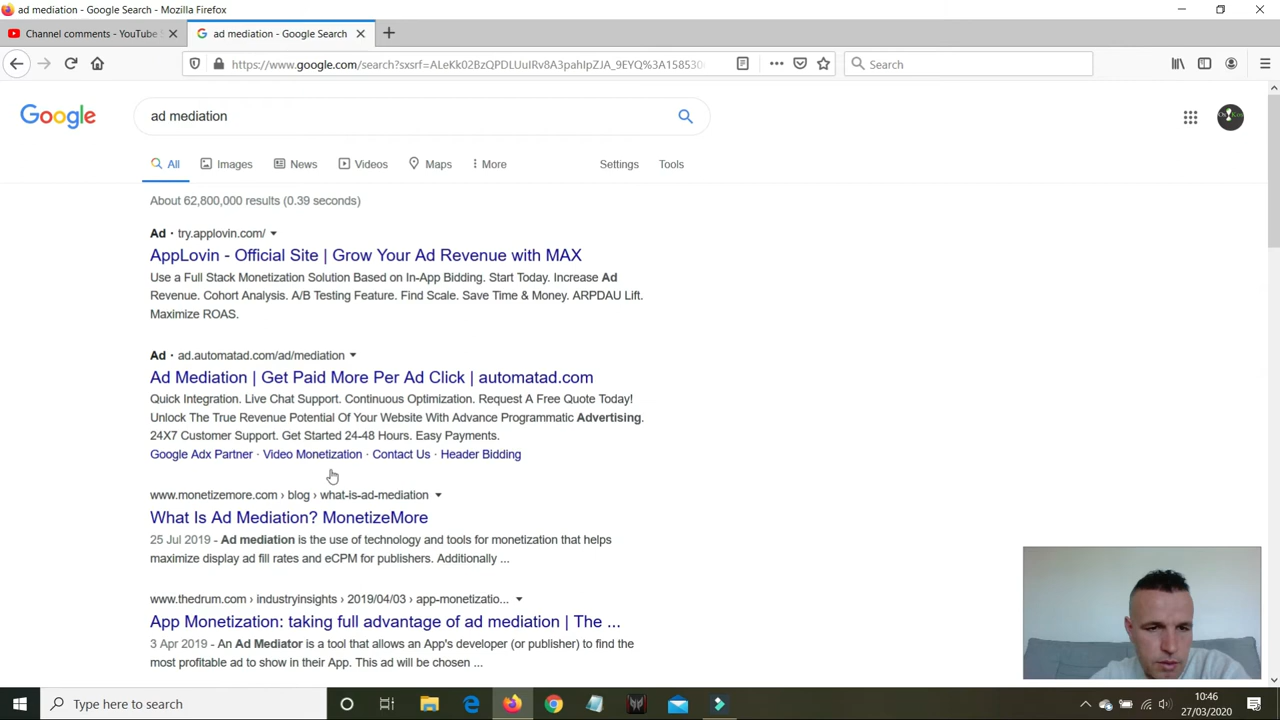 ad mediation - Google Search - Mozilla Firefox
Channel comments - YouTube
ad mediation - Google Search
https://www.google.com/search?sxsrf=ALeKk02BzQPDLUuIRv8A3pahIpZJA_9EYQ%3A158530
Search
Google
ad mediation
All
Images
News
Videos
Maps
More
Settings
Tools
About 62,800,000 results (0.39 seconds)
Ad · try.applovin.com/
AppLovin - Official Site | Grow Your Ad Revenue with MAX
Use a Full Stack Monetization Solution Based on In-App Bidding. Start Today. Increase Ad
Revenue. Cohort Analysis. A/B Testing Feature. Find Scale. Save Time & Money. ARPDAU Lift.
Maximize ROAS.
Ad · ad.automatad.com/ad/mediation
Ad Mediation | Get Paid More Per Ad Click | automatad.com
Quick Integration. Live Chat Support. Continuous Optimization. Request A Free Quote Today!
Unlock The True Revenue Potential Of Your Website With Advance Programmatic Advertising.
24X7 Customer Support. Get Started 24-48 Hours. Easy Payments.
Google Adx Partner · Video Monetization · Contact Us · Header Bidding
www.monetizemore.com › blog › what-is-ad-mediation
What Is Ad Mediation? MonetizeMore
25 Jul 2019 - Ad mediation is the use of technology and tools for monetization that helps
maximize display ad fill rates and eCPM for publishers. Additionally ...
www.thedrum.com › industryinsights › 2019/04/03 › app-monetizatio...
App Monetization: taking full advantage of ad mediation | The ...
3 Apr 2019 - An Ad Mediator is a tool that allows an App's developer (or publisher) to find the
most profitable ad to show in their App. This ad will be chosen ...
Type here to search
10:46
27/03/2020